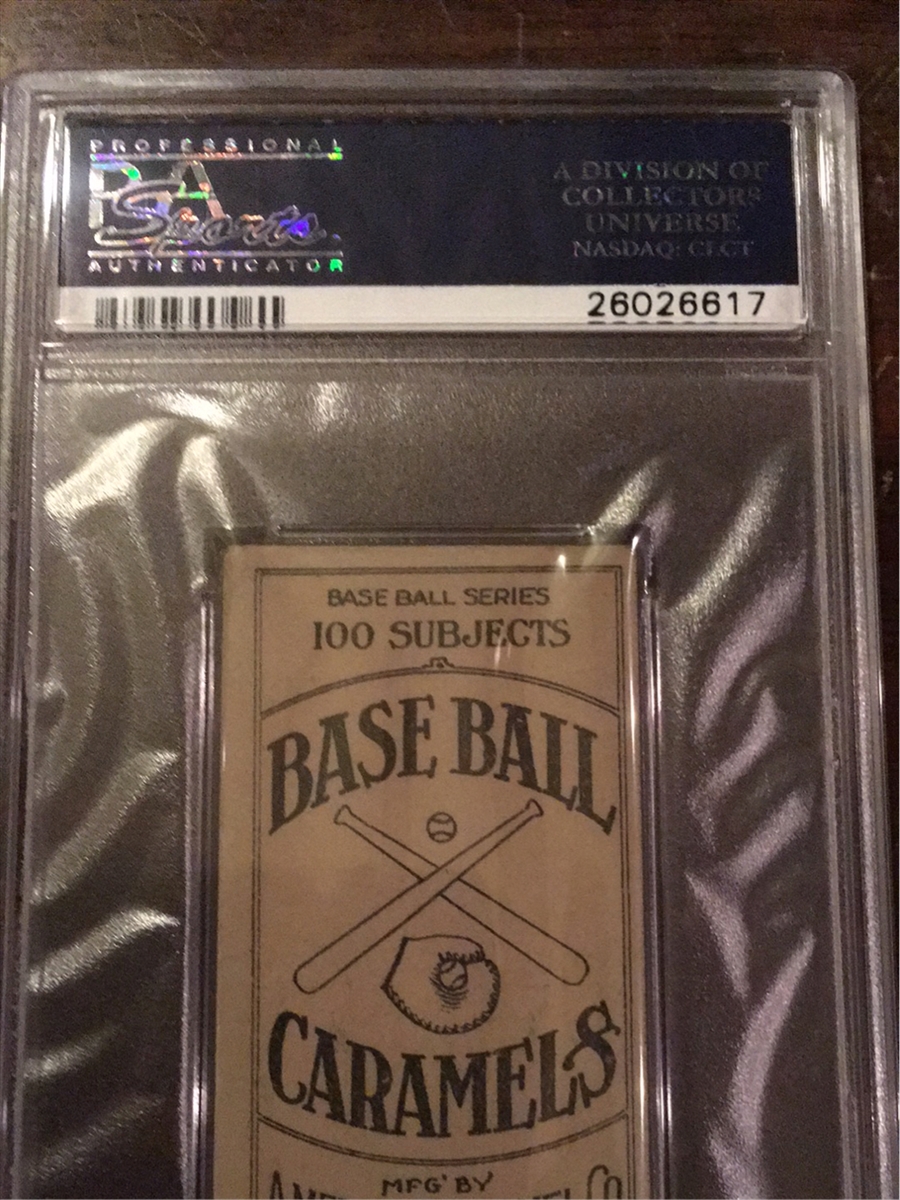 PROFESSIONAL
PSA
Sports
AUTHENTICATOR
A DIVISION OF
COLLECTORS
UNIVERSE
NASDAQ: CLCT
26026617
BASE BALL SERIES
100 SUBJECTS
BASE BALL
CARAMELS
MFG' BY